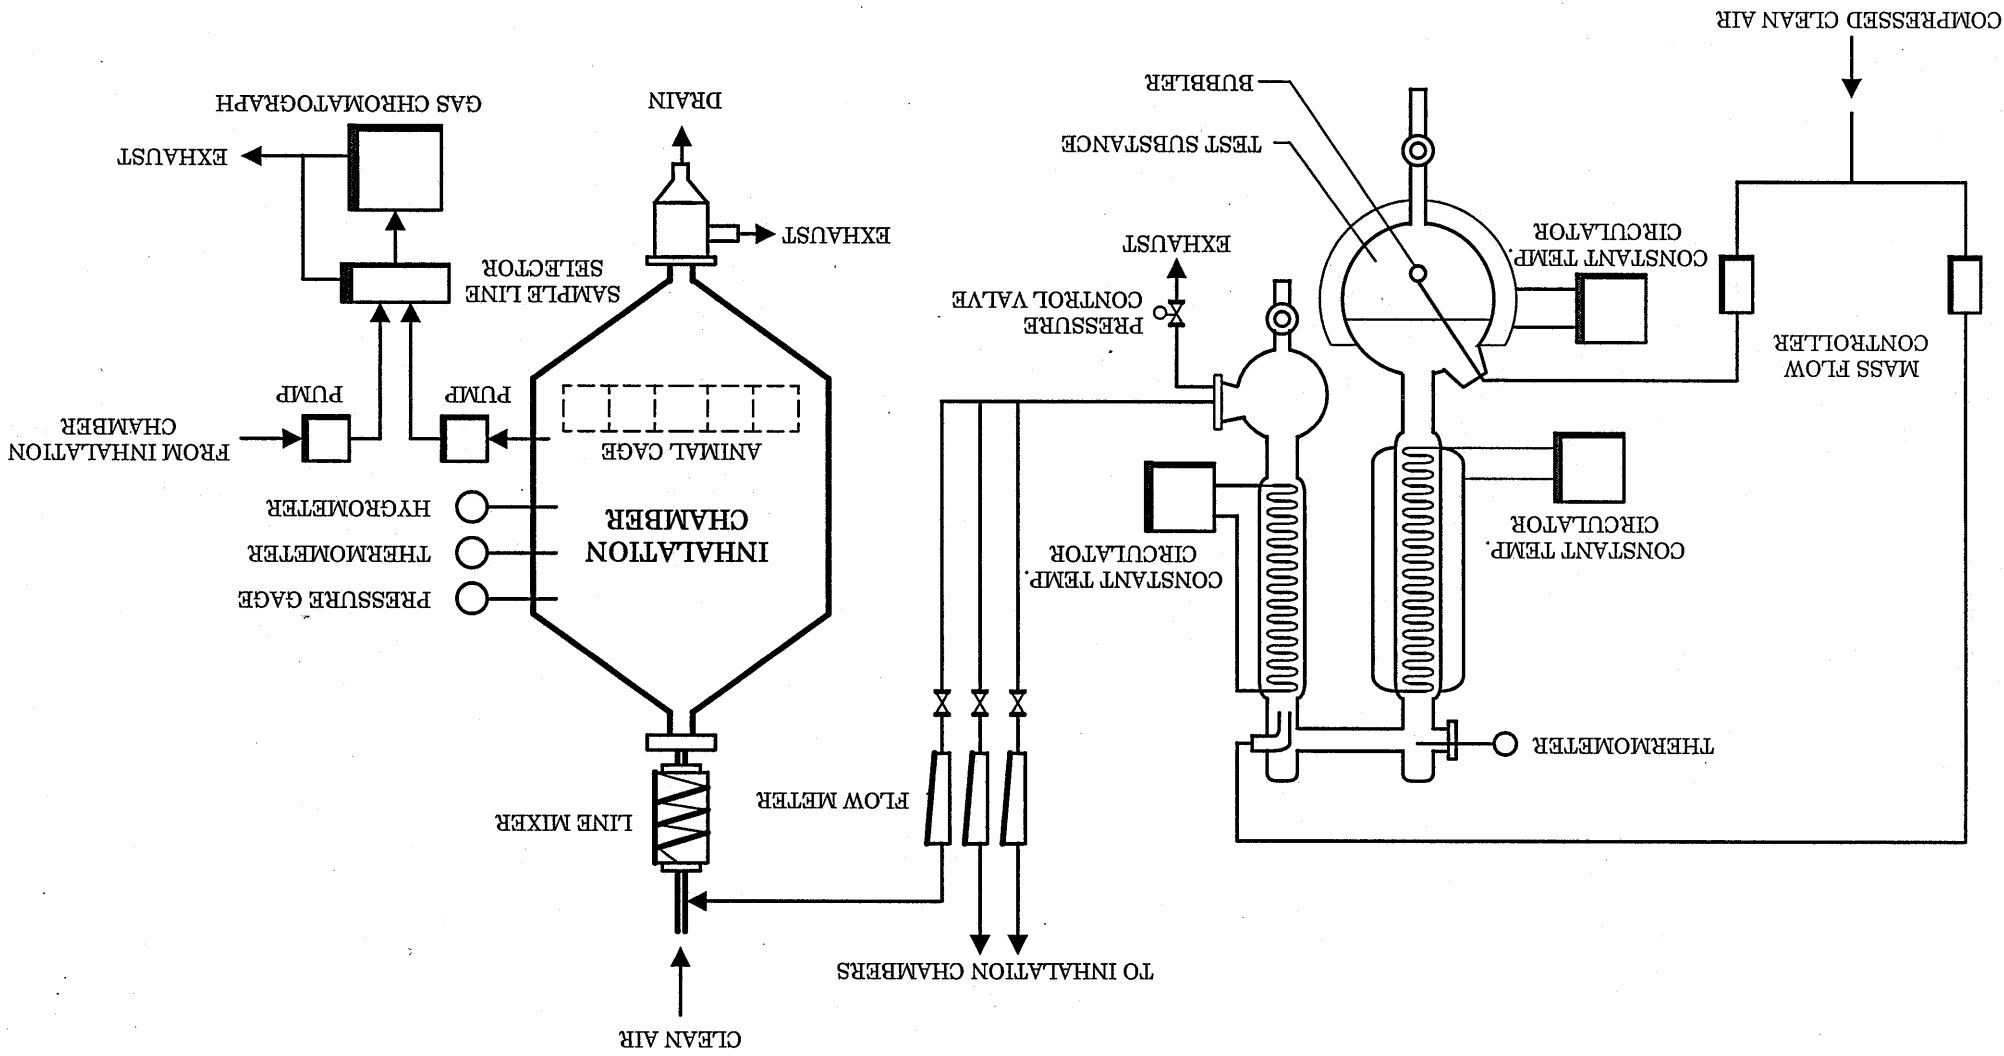 CLEAN AIR
TO INHALATION CHAMBERS
THERMOMETER
FLOW METER
LINE MIXER
CONSTANT TEMP.
CIRCULATOR
CONSTANT TEMP.
CIRCULATOR
INHALATION
CHAMBER
PRESSURE GAGE
THERMOMETER
HYGROMETER
ANIMAL CAGE
FROM INHALATION
CHAMBER
PUMP
PUMP
MASS FLOW
CONTROLLER
CONSTANT TEMP.
CIRCULATOR
PRESSURE
CONTROL VALVE
EXHAUST
SAMPLE LINE
SELECTOR
EXHAUST
TEST SUBSTANCE
BUBBLER
DRAIN
EXHAUST
GAS CHROMATOGRAPH
COMPRESSED CLEAN AIR